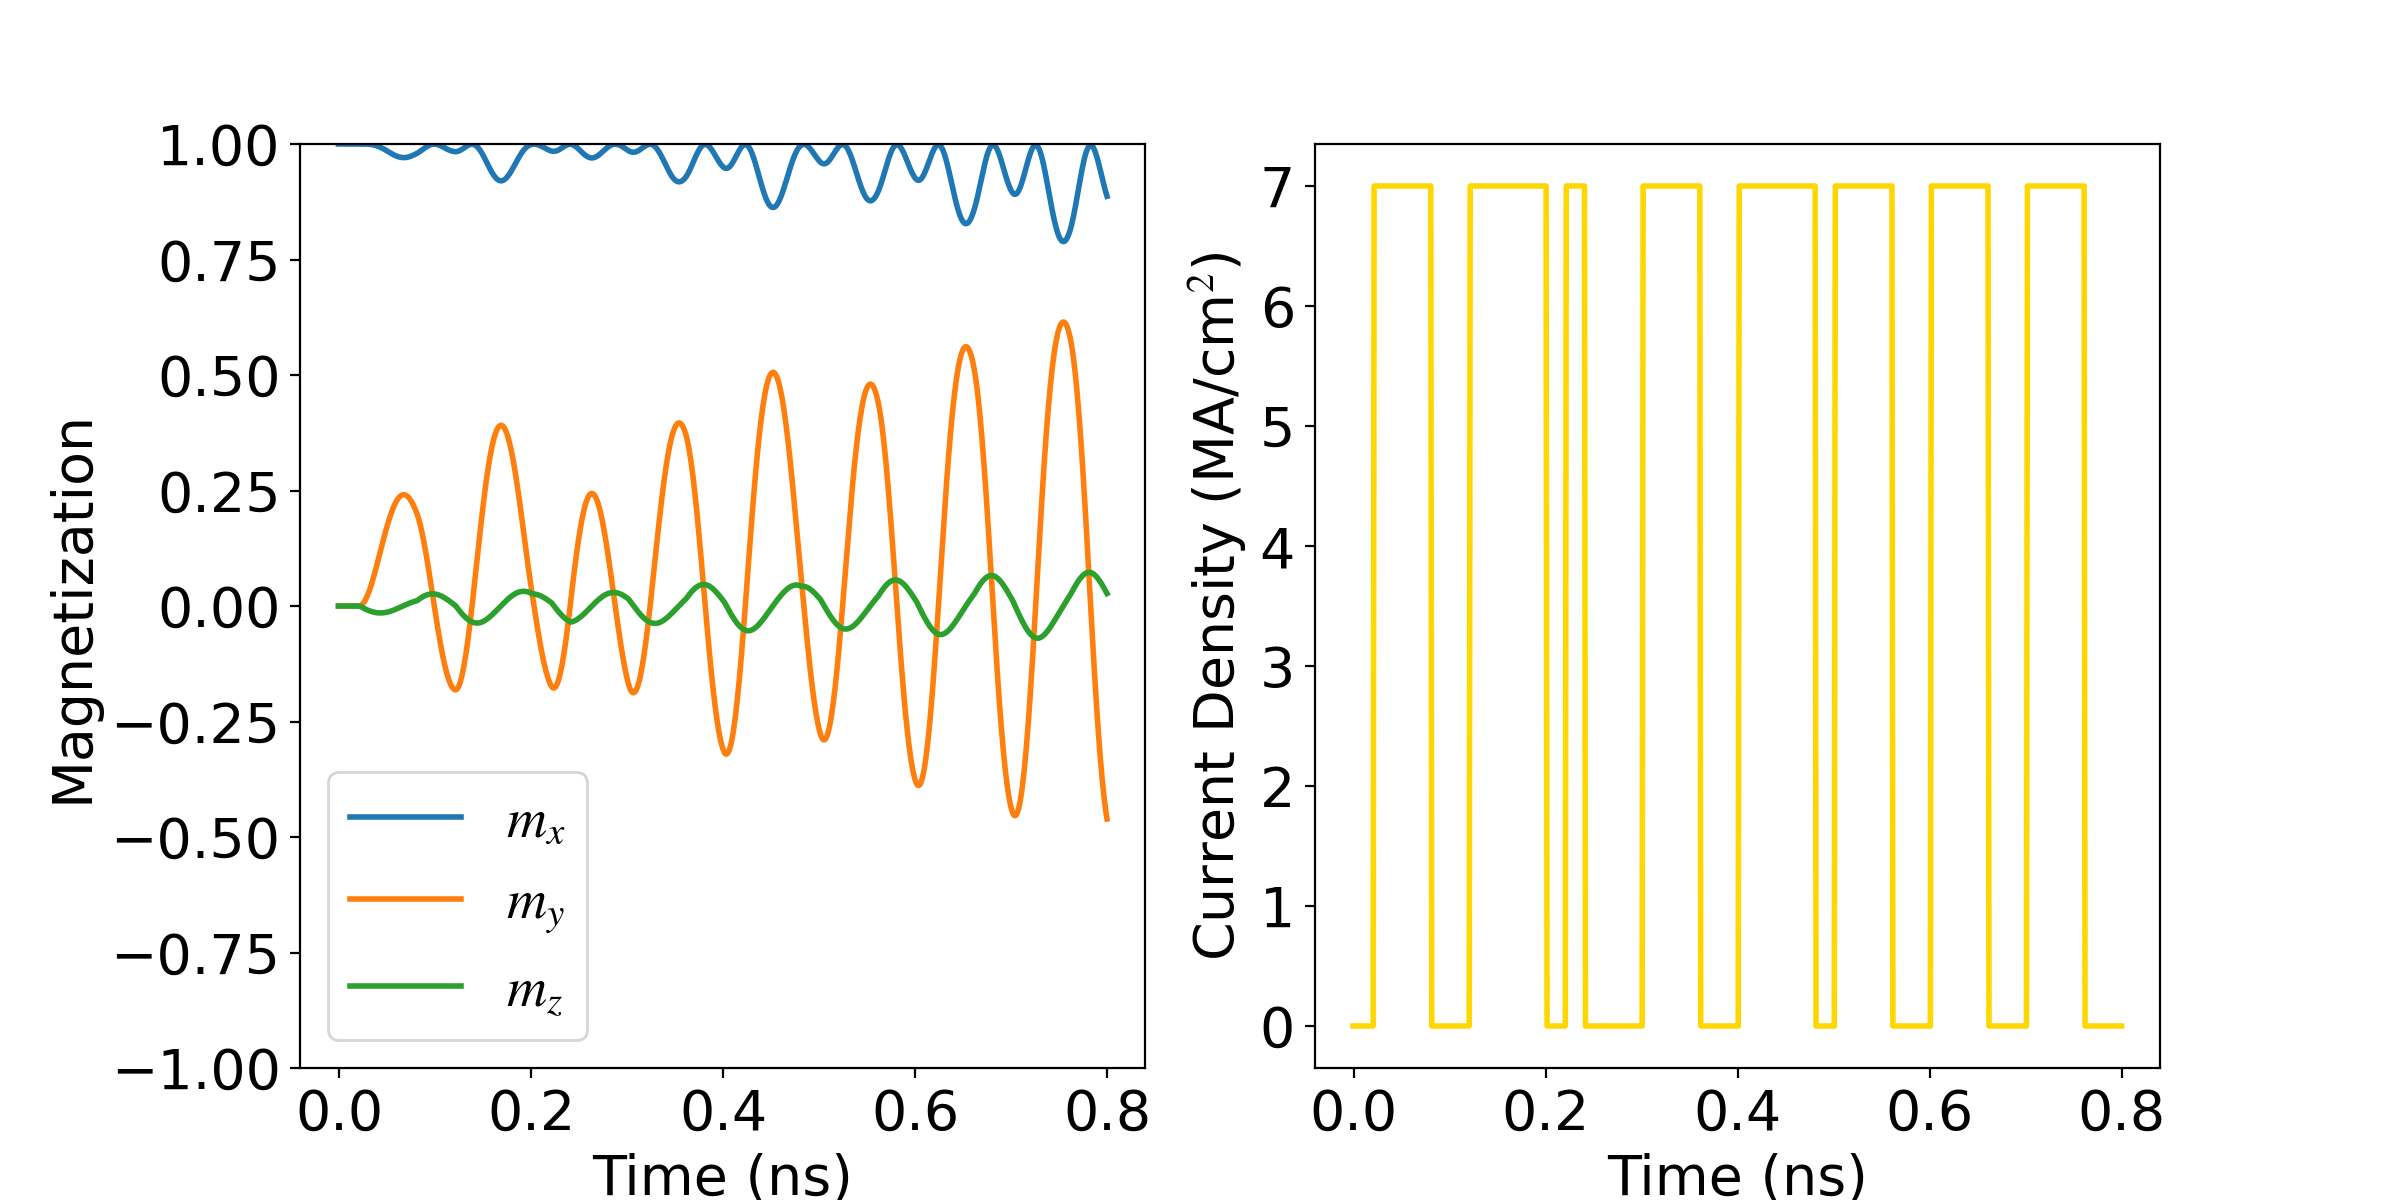 Magnetization
1.00
0.75
0.50
0.25
0.00
−0.25
−0.50
−0.75
−1.00
m_x
m_y
m_z
0.0 0.2 0.4 0.6 0.8
Time (ns)
Current Density (MA/cm²)
7
6
5
4
3
2
1
0
0.0 0.2 0.4 0.6 0.8
Time (ns)